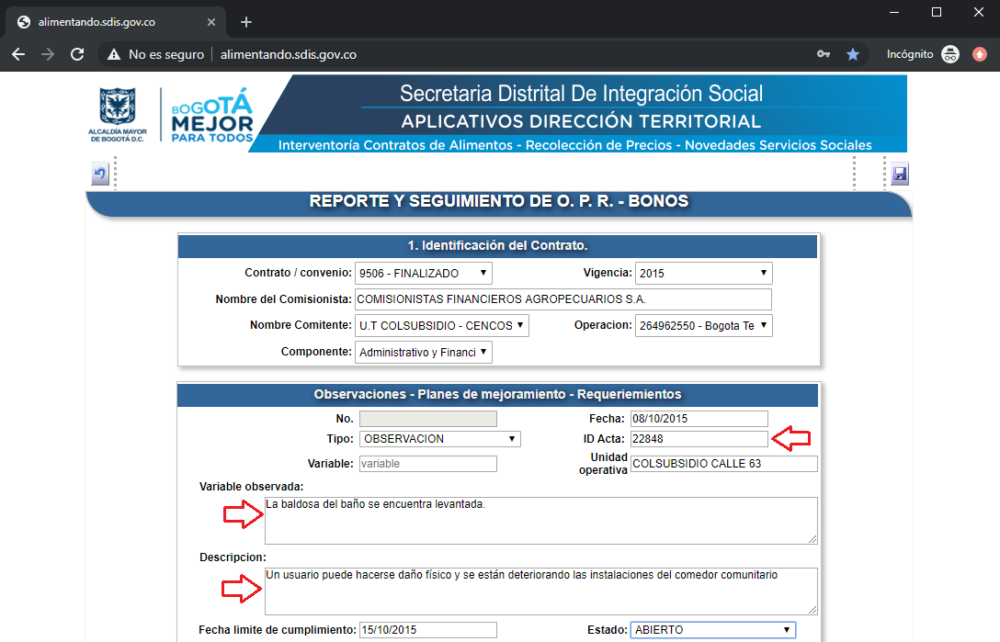 alimentando.sdis.gov.co
No es seguro alimentando.sdis.gov.co Incógnito
ALCALDÍA MAYOR
DE BOGOTÁ D.C.
BOGOTÁ
MEJOR
PARA TODOS
Secretaria Distrital De Integración Social
APLICATIVOS DIRECCIÓN TERRITORIAL
Interventoría Contratos de Alimentos - Recolección de Precios - Novedades Servicios Sociales
REPORTE Y SEGUIMIENTO DE O. P. R. - BONOS
1. Identificación del Contrato.
Contrato / convenio: 9506 - FINALIZADO Vigencia: 2015
Nombre del Comisionista: COMISIONISTAS FINANCIEROS AGROPECUARIOS S.A.
Nombre Comitente: U.T COLSUBSIDIO - CENCOS Operacion: 264962550 - Bogota Te
Componente: Administrativo y Financi
Observaciones - Planes de mejoramiento - Requeriemientos
No. Fecha: 08/10/2015
Tipo: OBSERVACION ID Acta: 22848
Variable: variable Unidad operativa COLSUBSIDIO CALLE 63
Variable observada:
La baldosa del baño se encuentra levantada.
Descripcion:
Un usuario puede hacerse daño físico y se están deteriorando las instalaciones del comedor comunitario
Fecha limite de cumplimiento: 15/10/2015 Estado: ABIERTO